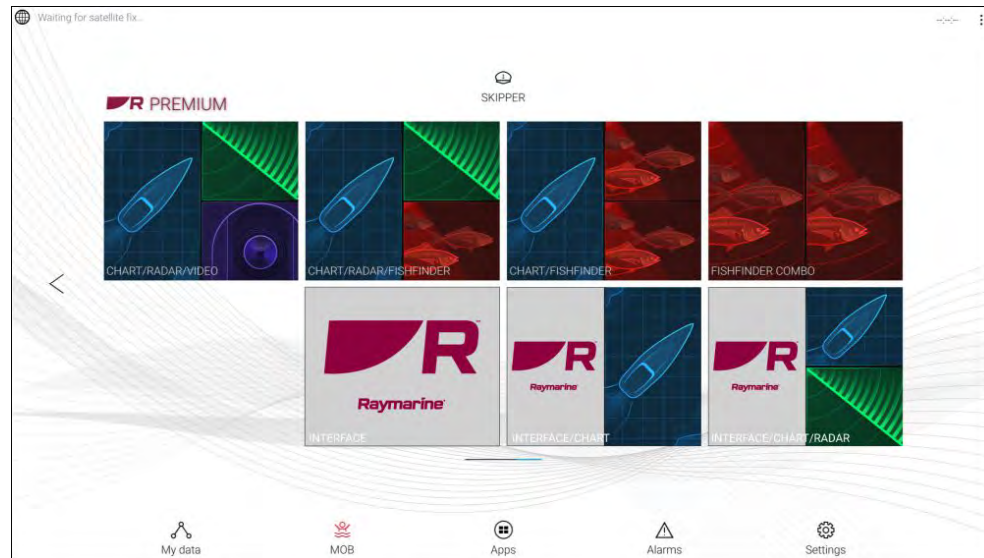 Waiting for satellite fix...
--:--:--
SKIPPER
R PREMIUM
CHART/RADAR/VIDEO
CHART/RADAR/FISHFINDER
CHART/FISHFINDER
FISHFINDER COMBO
R
Raymarine
INTERFACE
R
Raymarine
INTERFACE/CHART
R
Raymarine
INTERFACE/CHART/RADAR
My data
MOB
Apps
Alarms
Settings